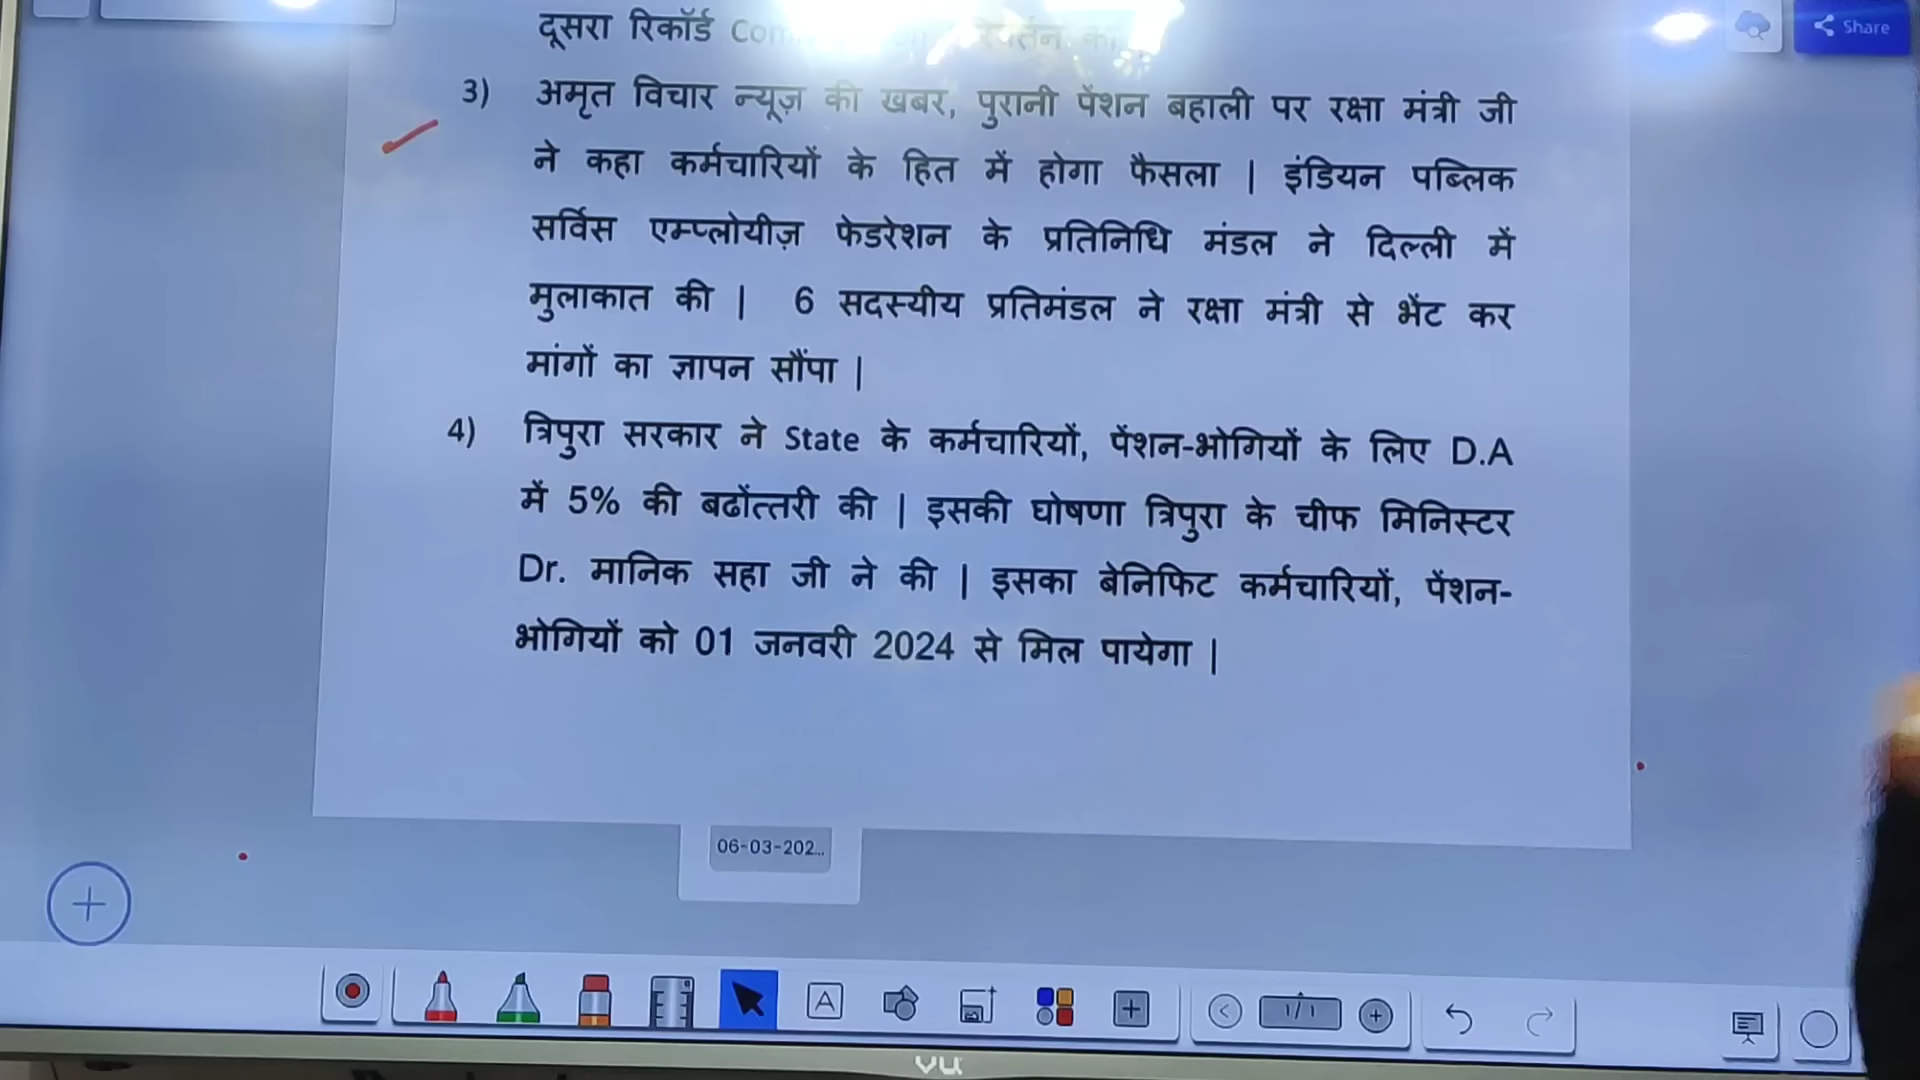 Share
दूसरा रिकॉर्ड
3) अमृत विचार न्यूज़ की खबर, पुरानी पेंशन बहाली पर रक्षा मंत्री जी
ने कहा कर्मचारियों के हित में होगा फैसला | इंडियन पब्लिक
सर्विस एम्प्लोयीज़ फेडरेशन के प्रतिनिधि मंडल ने दिल्ली में
मुलाकात की | 6 सदस्यीय प्रतिमंडल ने रक्षा मंत्री से भेंट कर
मांगों का ज्ञापन सौंपा |
4) त्रिपुरा सरकार ने State के कर्मचारियों, पेंशन-भोगियों के लिए D.A
में 5% की बढोंत्तरी की | इसकी घोषणा त्रिपुरा के चीफ मिनिस्टर
Dr. मानिक सहा जी ने की | इसका बेनिफिट कर्मचारियों, पेंशन-
भोगियों को 01 जनवरी 2024 से मिल पायेगा |
06-03-202...
A
1/1
vu